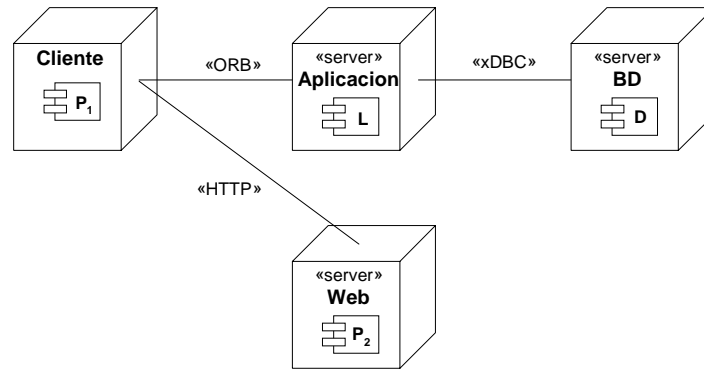 Cliente
P₁
«ORB»
«server»
Aplicacion
L
«xDBC»
«server»
BD
D
«HTTP»
«server»
Web
P₂